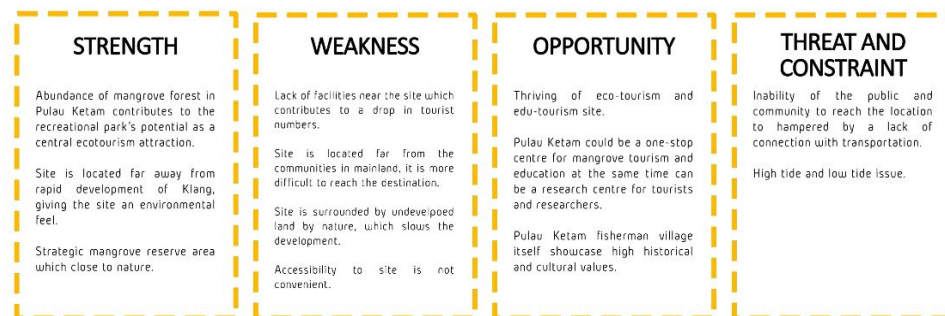 STRENGTH
Abundance of mangrove forest in
Pulau Ketam contributes to the
recreational park's potential as a
central ecotourism attraction.
Site is located far away from
rapid development of Klang,
giving the site an environmental
feel.
Strategic mangrove reserve area
which close to nature.
WEAKNESS
Lack of facilities near the site which
contributes to a drop in tourist
numbers.
Site is located far from the
communities in mainland, it is more
difficult to reach the destination.
Site is surrounded by undevelpoed
land by nature, which slous the
development.
Accessibility to site is not
convenient.
OPPORTUNITY
Thriving of eco-tourism and
edu-tourism site.
Pulau Ketam could be a one-stop
centre for mangrove tourism and
education at the same time can
be a research centre for tourists
and researchers.
Pulau Ketam fisherman village
itself showcase high historical
and cultural values.
THREAT AND
CONSTRAINT
Inability of the public and
community to reach the location
to hampered by a lack of
connection with transportation.
High tide and low tide issue.